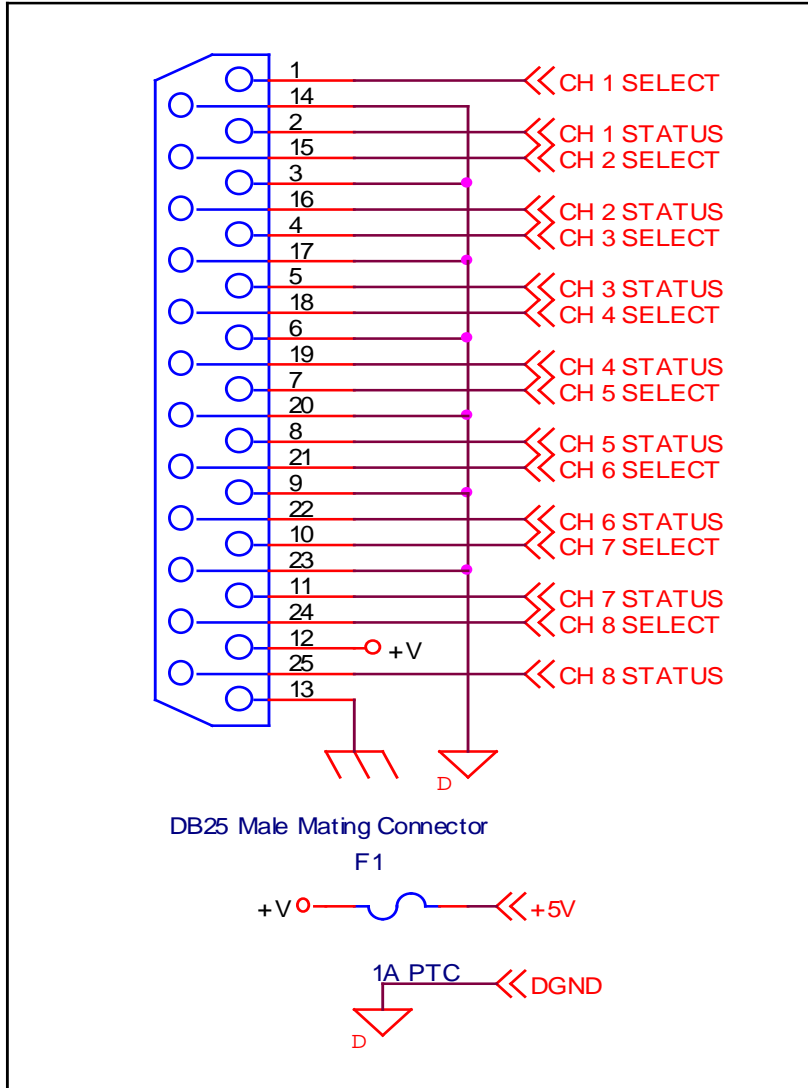 1 CH 1 SELECT
14
2 CH 1 STATUS
15 CH 2 SELECT
3
16 CH 2 STATUS
4 CH 3 SELECT
17
5 CH 3 STATUS
18 CH 4 SELECT
6
19 CH 4 STATUS
7 CH 5 SELECT
20
8 CH 5 STATUS
21 CH 6 SELECT
9
22 CH 6 STATUS
10 CH 7 SELECT
23
11 CH 7 STATUS
24 CH 8 SELECT
12 +V
25 CH 8 STATUS
13
D
DB25 Male Mating Connector
F1
+V +5V
1A PTC
DGND
D